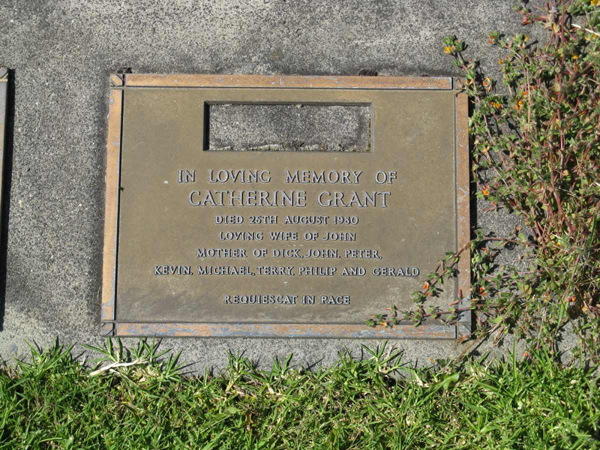 IN LOVING MEMORY OF
CATHERINE GRANT
DIED 25TH AUGUST 1980
LOVING WIFE OF JOHN
MOTHER OF DICK, JOHN, PETER,
KEVIN, MICHAEL, TERRY, PHILIP AND GERALD
REQUIESCAT IN PACE